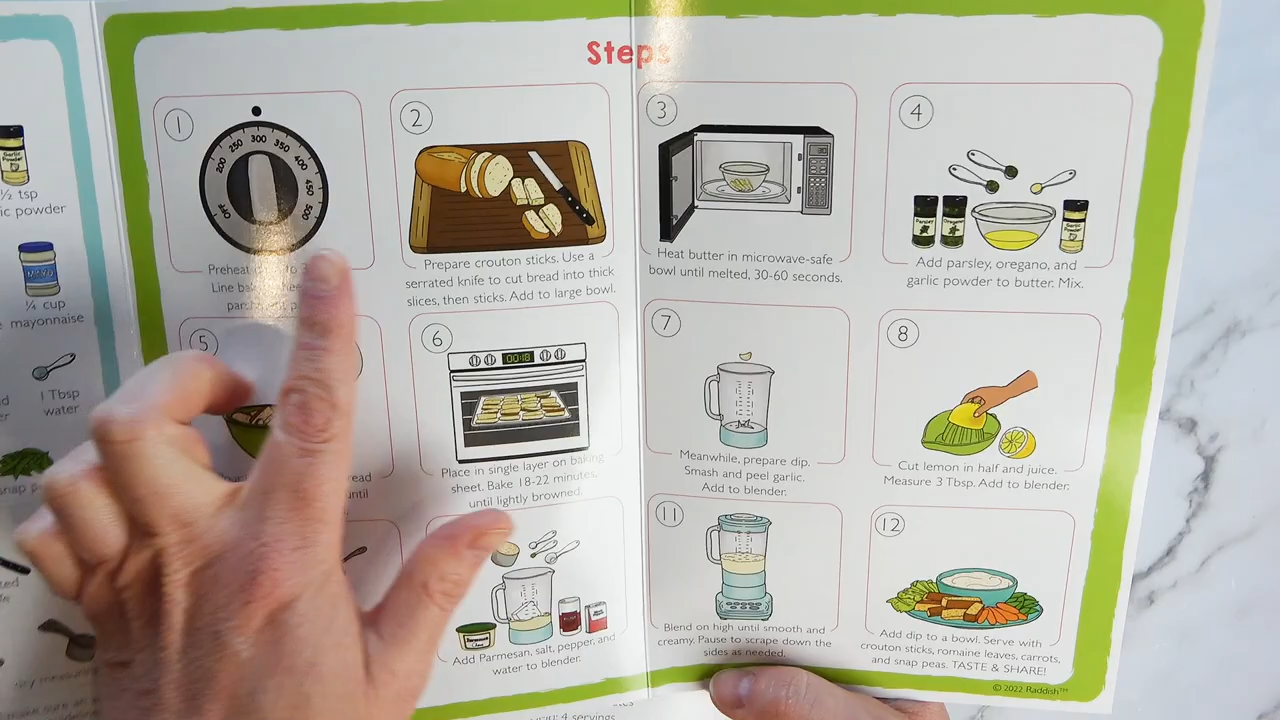 Steps
1
OFF 200 250 300 350 400 450 500
Preheat
Line
2
Prepare crouton sticks. Use a
serrated knife to cut bread into thick
slices, then sticks. Add to large bowl.
3
Heat butter in microwave-safe
bowl until melted, 30-60 seconds.
4
Parsley
Oregano
Garlic
Powder
Add parsley, oregano, and
garlic powder to butter. Mix.
5
until
6
00:18
Place in single layer on baking
sheet. Bake 18-22 minutes,
until lightly browned.
7
Meanwhile, prepare dip.
Smash and peel garlic.
Add to blender.
8
Cut lemon in half and juice.
Measure 3 Tbsp. Add to blender.
Add Parmesan, salt, pepper, and
water to blender.
11
Blend on high until smooth and
creamy. Pause to scrape down the
sides as needed.
12
Add dip to a bowl. Serve with
crouton sticks, romaine leaves, carrots,
and snap peas. TASTE & SHARE!
© 2022 Raddish™
Garlic
Powder
½ tsp
powder
MAYO
¼ cup
mayonnaise
1 Tbsp
water
snap
4 servings